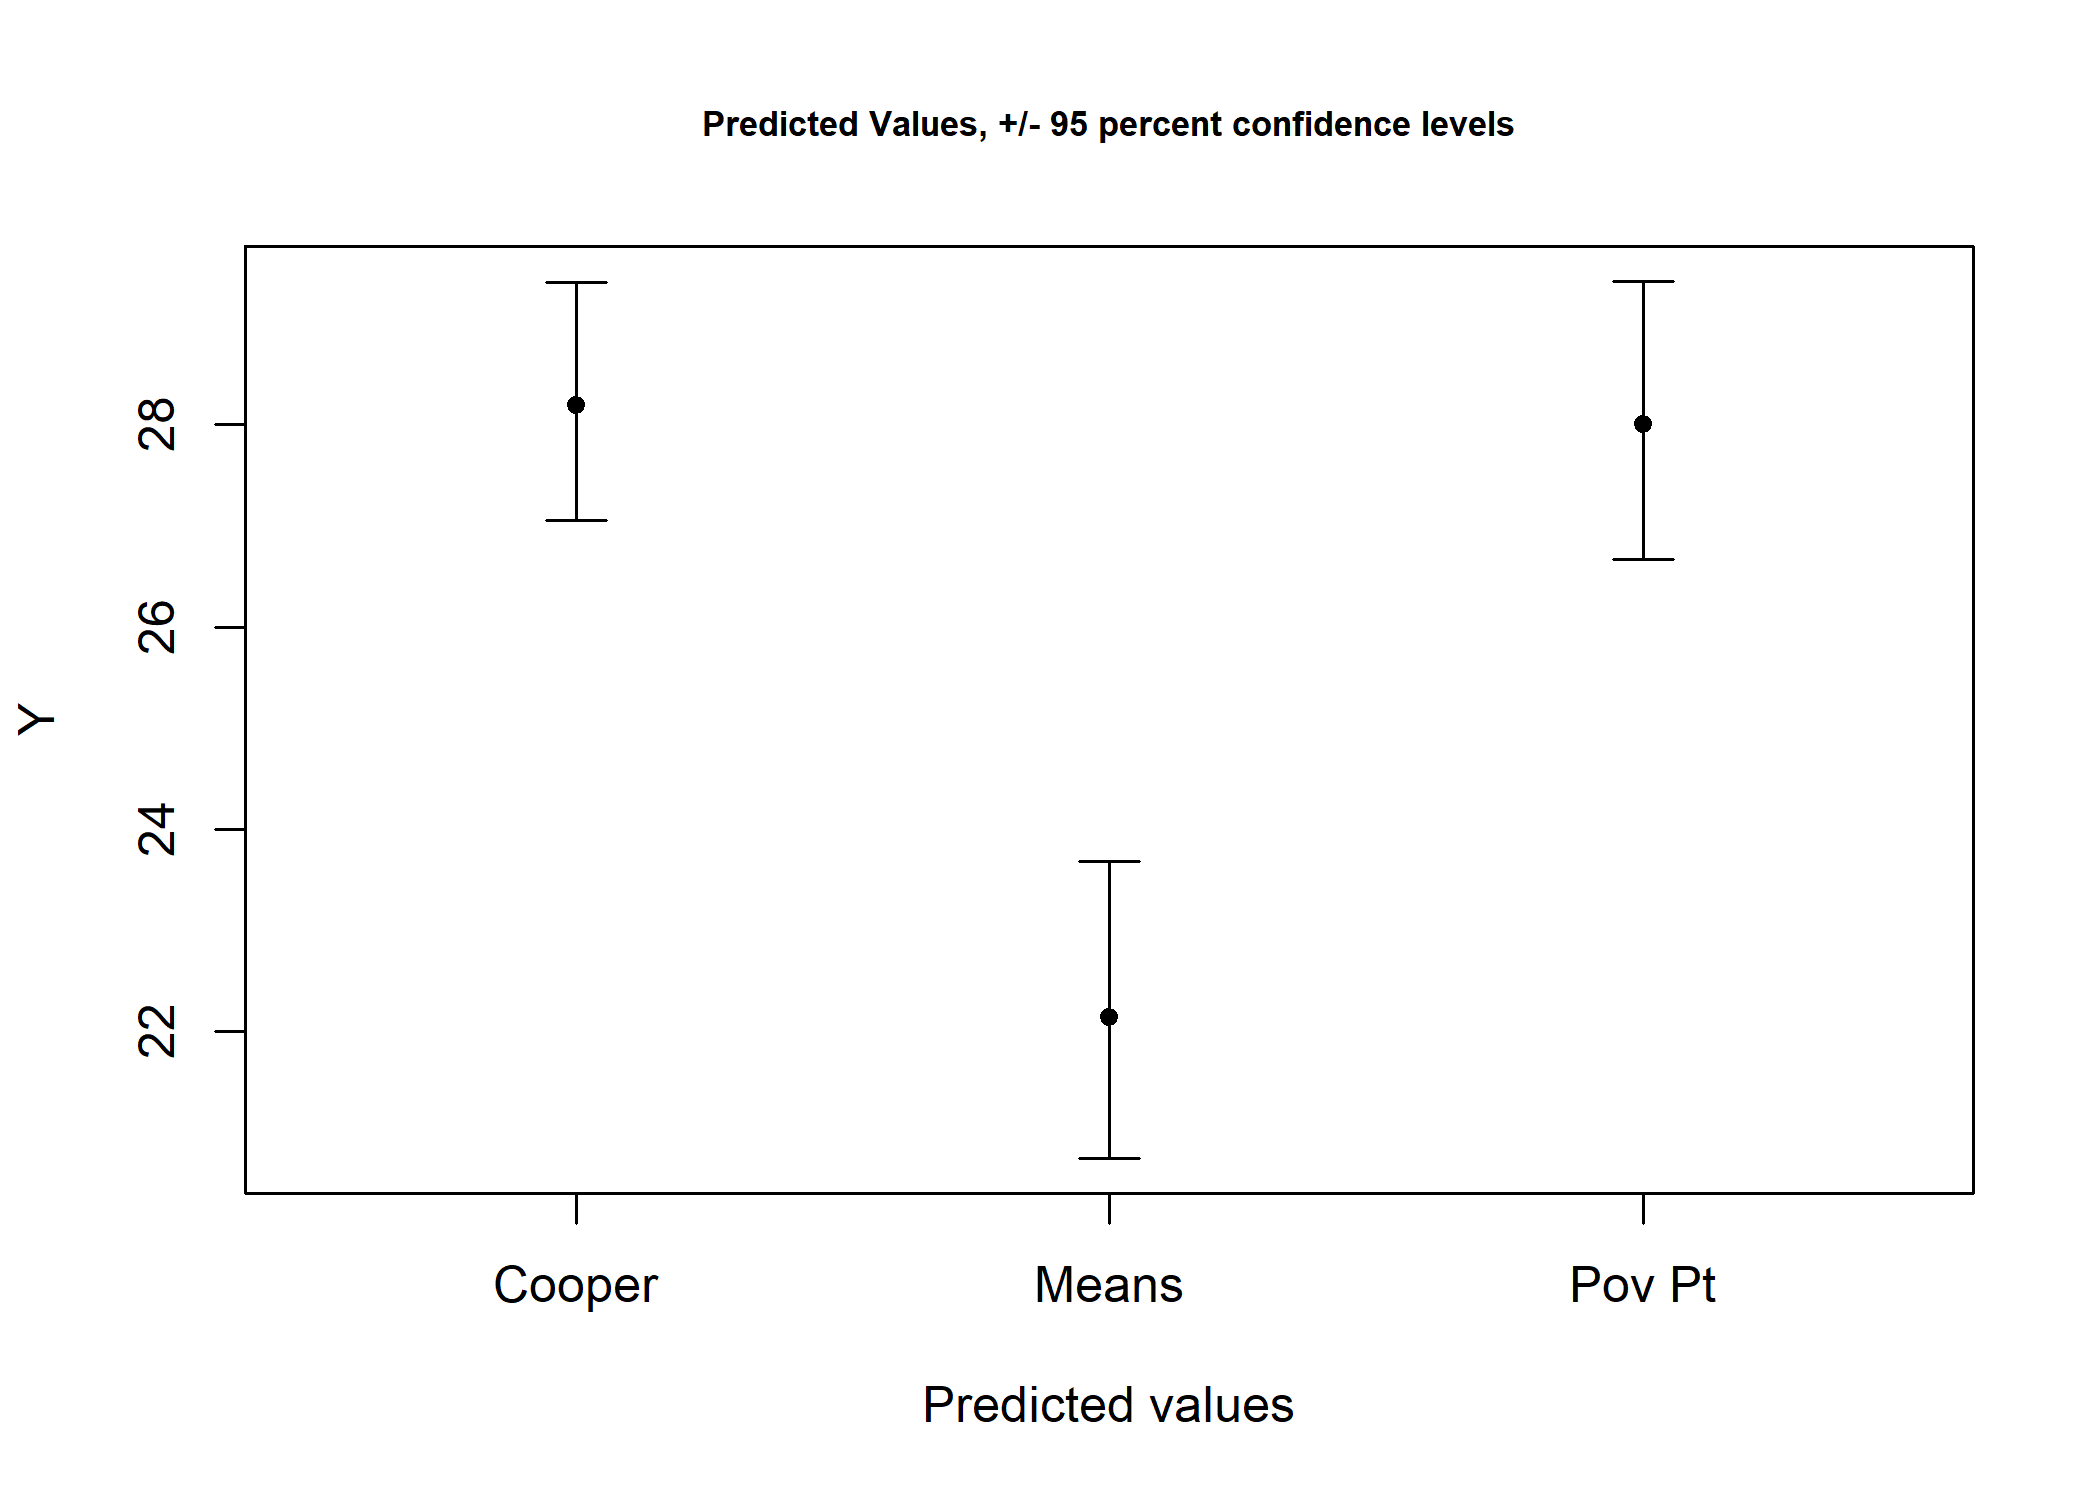 Predicted Values, +/- 95 percent confidence levels
28
26
24
22
Y
Cooper Means Pov Pt
Predicted values